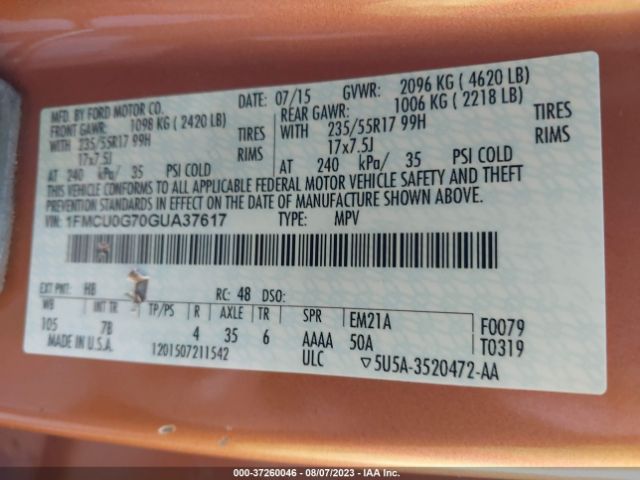 MFD. BY FORD MOTOR CO.
DATE: 07/15 GVWR: 2096 KG ( 4620 LB)
FRONT GAWR: 1098 KG ( 2420 LB) REAR GAWR: 1006 KG ( 2218 LB)
WITH 235/55R17 99H TIRES WITH 235/55R17 99H TIRES
17x7.5J RIMS 17x7.5J RIMS
AT 240 kPa/ 35 PSI COLD AT 240 kPa/ 35 PSI COLD
THIS VEHICLE CONFORMS TO ALL APPLICABLE FEDERAL MOTOR VEHICLE SAFETY AND THEFT
PREVENTION STANDARDS IN EFFECT ON THE DATE OF MANUFACTURE SHOWN ABOVE.
VIN: 1FMCU0G70GUA37617 TYPE: MPV
EXT PNT: H8 RC: 48 DSO:
WB INT TR TP/PS R AXLE TR SPR EM21A F0079
105 7B 4 35 6 AAAA 50A T0319
MADE IN U.S.A. 1201507211542 ULC ▽5U5A-3520472-AA
000-37260046 - 08/07/2023 - IAA Inc.